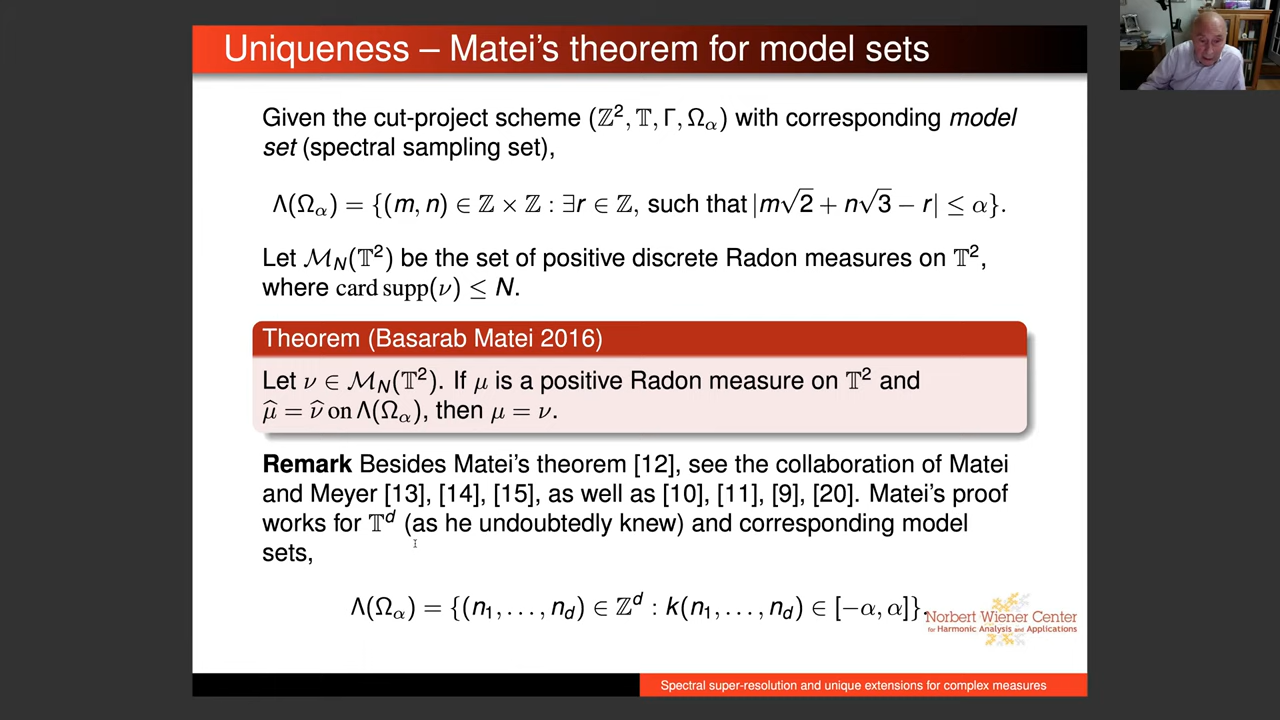 Uniqueness – Matei's theorem for model sets
Given the cut-project scheme (ℤ², 𝕋, Γ, Ω_α) with corresponding model
set (spectral sampling set),
Λ(Ω_α) = {(m, n) ∈ ℤ × ℤ : ∃r ∈ ℤ, such that |m√2 + n√3 − r| ≤ α}.
Let ℳ_N(𝕋²) be the set of positive discrete Radon measures on 𝕋²,
where card supp(ν) ≤ N.
Theorem (Basarab Matei 2016)
Let ν ∈ ℳ_N(𝕋²). If μ is a positive Radon measure on 𝕋² and
μ̂ = ν̂ on Λ(Ω_α), then μ = ν.
Remark Besides Matei's theorem [12], see the collaboration of Matei
and Meyer [13], [14], [15], as well as [10], [11], [9], [20]. Matei's proof
works for 𝕋ᵈ (as he undoubtedly knew) and corresponding model
sets,
Λ(Ω_α) = {(n₁, . . . , n_d) ∈ ℤᵈ : k(n₁, . . . , n_d) ∈ [−α, α]}.
Norbert Wiener Center
for Harmonic Analysis and Applications
Spectral super-resolution and unique extensions for complex measures